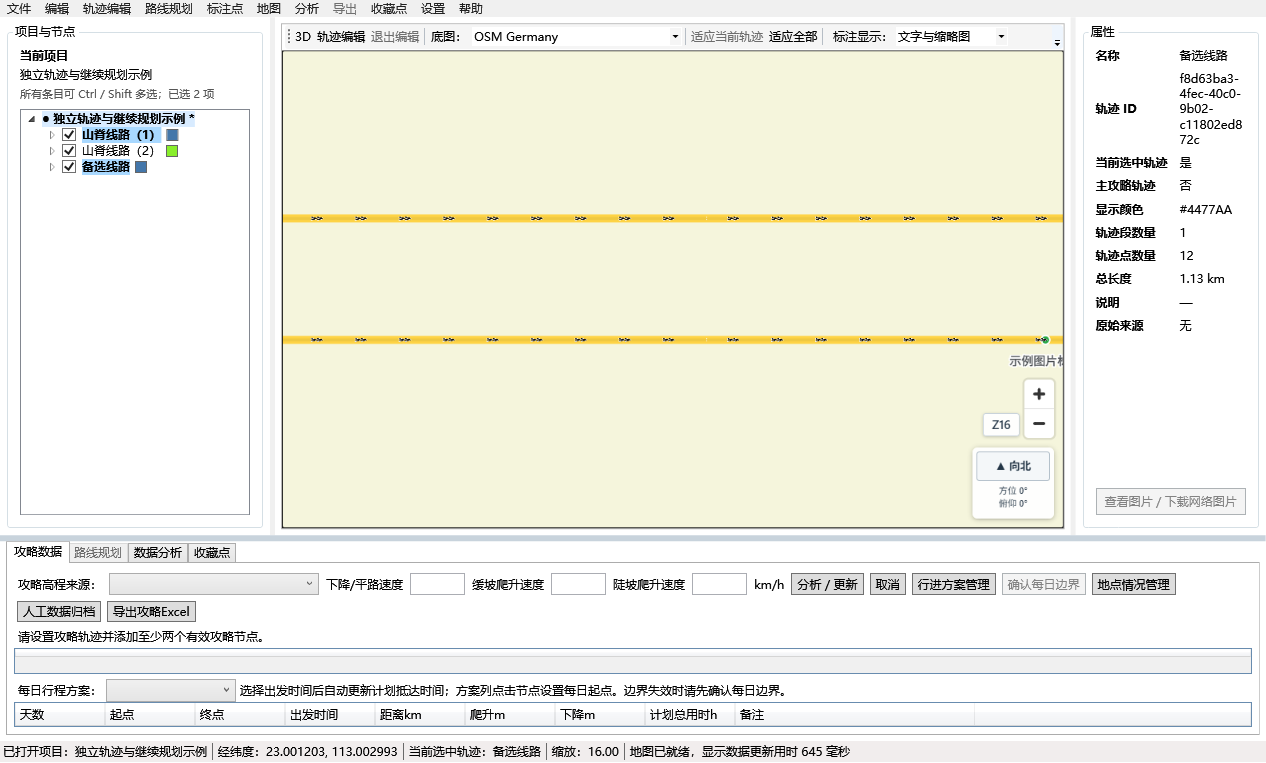 文件 编辑 轨迹编辑 路线规划 标注点 地图 分析 导出 收藏点 设置 帮助
项目与节点
当前项目
独立轨迹与继续规划示例
所有条目可 Ctrl / Shift 多选；已选 2 项
独立轨迹与继续规划示例 *
山脊线路（1）
山脊线路（2）
备选线路
3D 轨迹编辑 退出编辑 底图： OSM Germany 适应当前轨迹 适应全部 标注显示： 文字与缩略图
示例图片
+
Z16
−
▲ 向北
方位 0°
俯仰 0°
属性
名称 备选线路
轨迹 ID f8d63ba3-
4fec-40c0-
9b02-
c11802ed8
72c
当前选中轨迹 是
主攻略轨迹 否
显示颜色 #4477AA
轨迹段数量 1
轨迹点数量 12
总长度 1.13 km
说明 —
原始来源 无
查看图片 / 下载网络图片
攻略数据 路线规划 数据分析 收藏点
攻略高程来源： 下降/平路速度 缓坡爬升速度 陡坡爬升速度 km/h 分析 / 更新 取消 行进方案管理 确认每日边界 地点情况管理
人工数据归档 导出攻略Excel
请设置攻略轨迹并添加至少两个有效攻略节点。
每日行程方案： 选择出发时间后自动更新计划抵达时间；方案列点击节点设置每日起点。边界失效时请先确认每日边界。
天数 起点 终点 出发时间 距离km 爬升m 下降m 计划总用时h 备注
已打开项目：独立轨迹与继续规划示例 经纬度：23.001203, 113.002993 当前选中轨迹：备选线路 缩放：16.00 地图已就绪，显示数据更新用时 645 毫秒